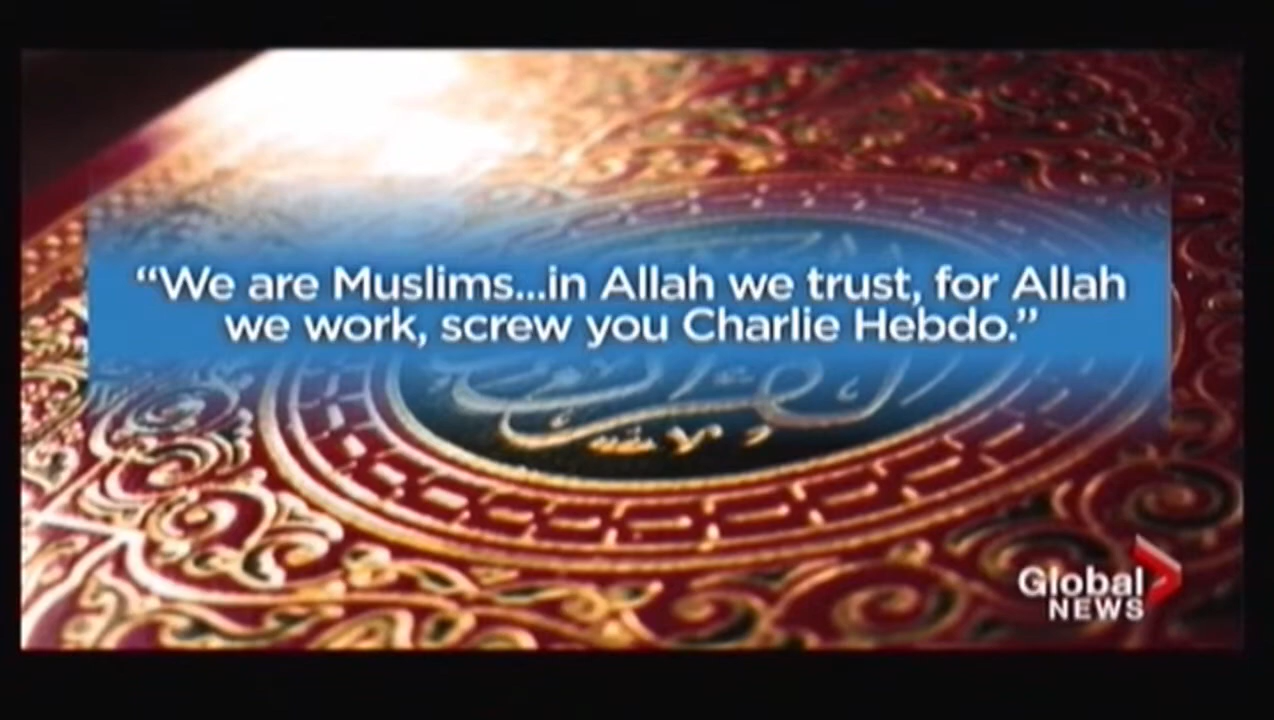 “We are Muslims...in Allah we trust, for Allah
we work, screw you Charlie Hebdo.”
Global
NEWS